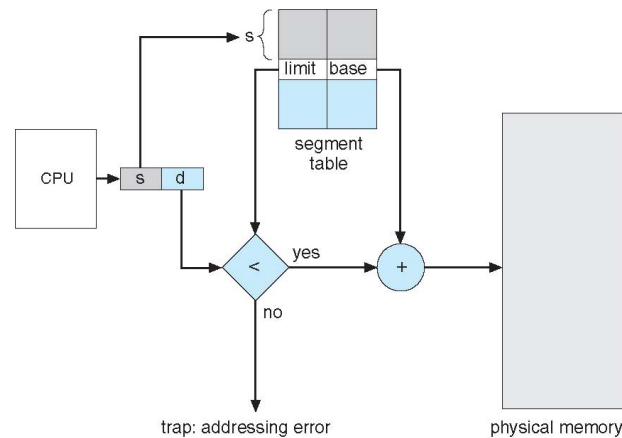 s
limit base
segment
table
CPU
s d
<
yes
+
no
trap: addressing error
physical memory